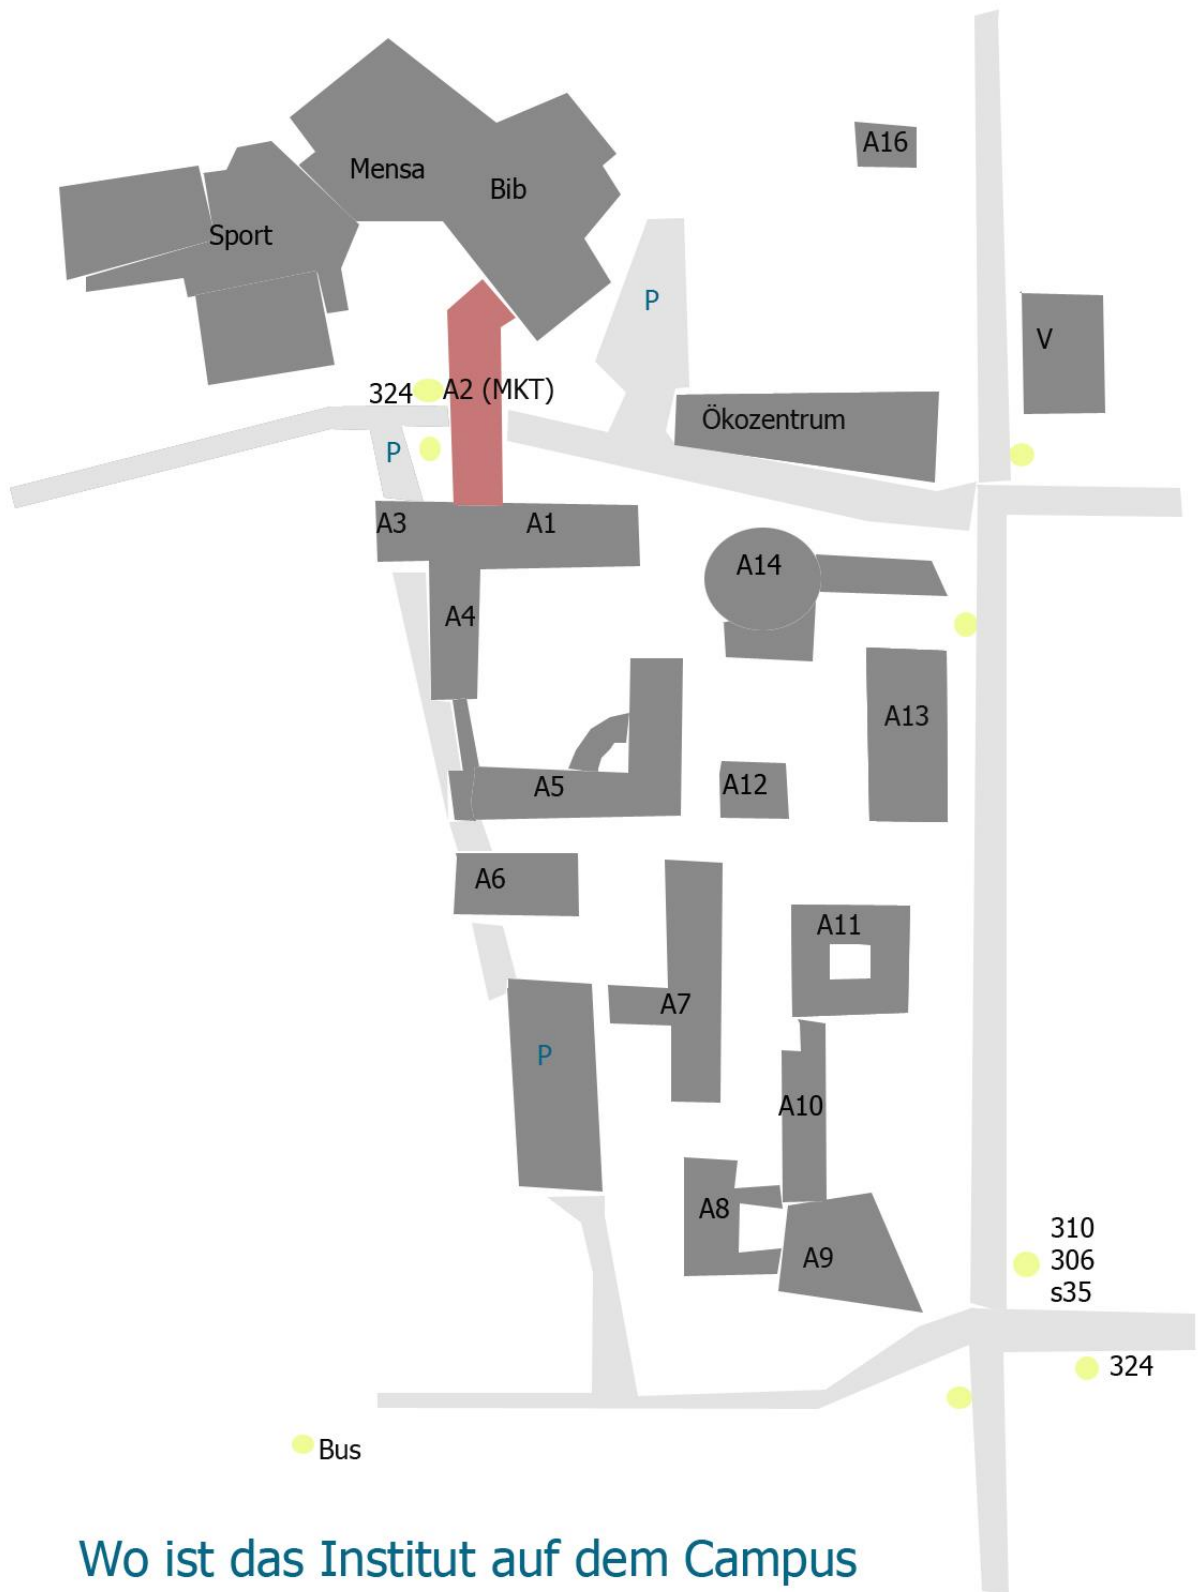 A16
Mensa
Bib
Sport
P
V
324
A2 (MKT)
Ökozentrum
P
A3
A1
A14
A4
A13
A5
A12
A6
A11
A7
P
A10
A8
A9
310
306
s35
324
Bus
Wo ist das Institut auf dem Campus